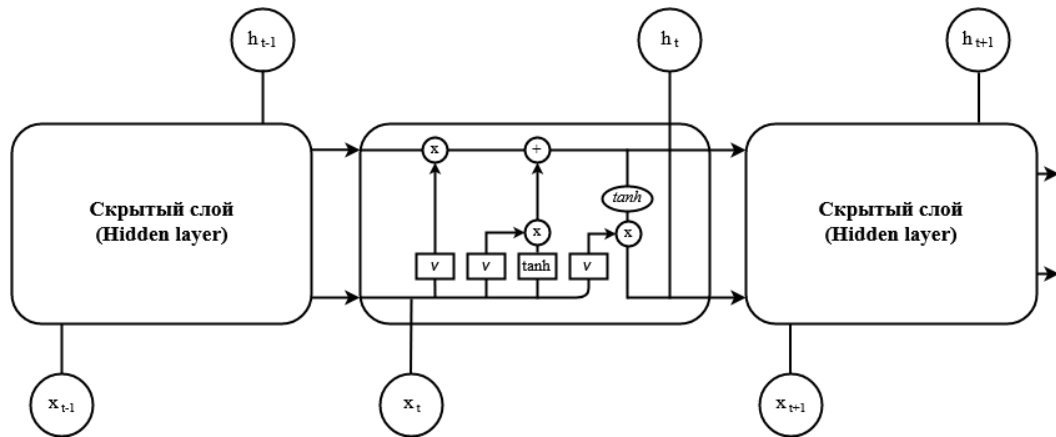 h t-1
h t
h t+1
x
+
Скрытый слой
(Hidden layer)
tanh
x
x
v
v
tanh
v
Скрытый слой
(Hidden layer)
x t-1
x t
x t+1